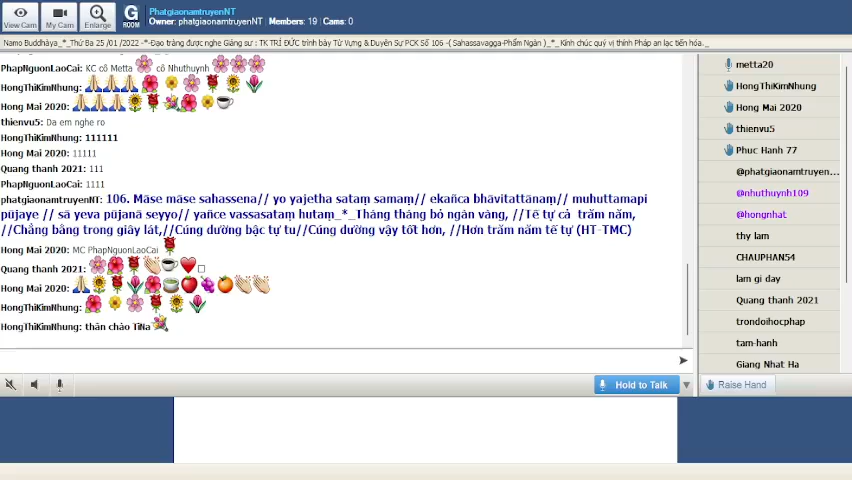 PhatgiaonamtruyenNT
Owner: phatgiaonamtruyenNT Members: 19 Cams: 0
View Cam
My Cam
Enlarge
G
ROOM
Namo Buddhàya_*_Thứ Ba 25 /01 /2022 -*-Đạo tràng được nghe Giảng sư : TK TRÍ ĐỨC trình bày Từ Vựng & Duyên Sự PCK Số 106 -( Sahassavagga-Phẩm Ngàn )_*_Kính chúc quý vị thính Pháp an lạc tiến hóa._
PhapNguonLaoCai: KC cô Metta cô Nhuthuynh
HongThiKimNhung:
Hong Mai 2020:
thienvu5: Da em nghe ro
HongThiKimNhung: 111111
Hong Mai 2020: 11111
Quang thanh 2021: 111
PhapNguonLaoCai: 1111
phatgiaonamtruyenNT: 106. Māse māse sahassena// yo yajetha sataṃ samaṃ// ekañca bhāvitattānaṃ// muhuttamapi
pūjaye // sā yeva pūjanā seyyo// yañce vassasataṃ hutaṃ_*_Tháng tháng bỏ ngàn vàng, //Tế tự cả trăm năm,
//Chẳng bằng trong giây lát,//Cúng dường bậc tự tu//Cúng dường vậy tốt hơn, //Hơn trăm năm tế tự (HT-TMC)
Hong Mai 2020: MC PhapNguonLaoCai
Quang thanh 2021:
Hong Mai 2020:
HongThiKimNhung:
HongThiKimNhung: thân chào TiNa
Hold to Talk
metta20
HongThiKimNhung
Hong Mai 2020
thienvu5
Phuc Hanh 77
@phatgiaonamtruyen...
@nhuthuynh109
@hongnhat
thy lam
CHAUPHAN54
lam gi day
Quang thanh 2021
trondoihocphap
tam-hanh
Giang Nhat Ha
Raise Hand